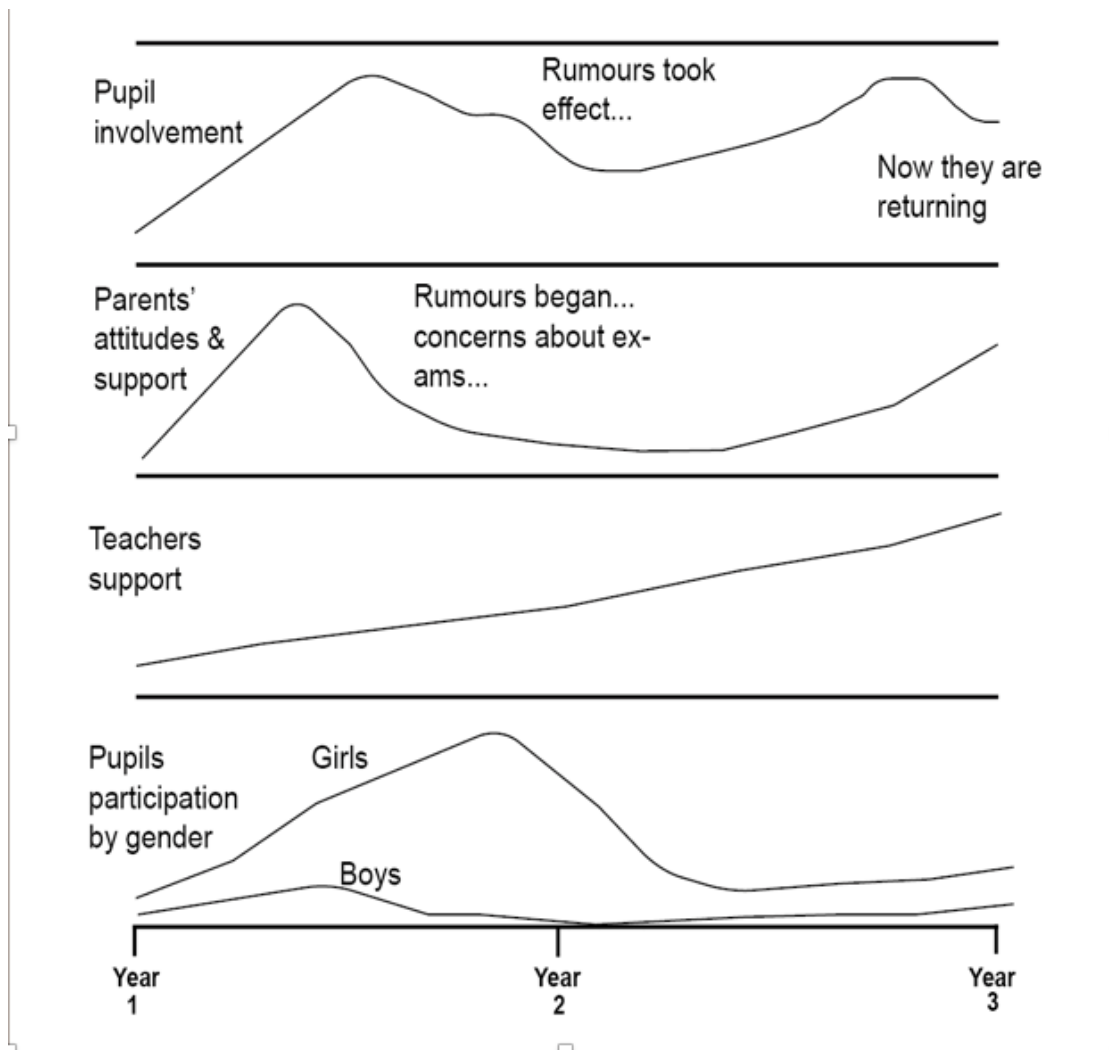 Pupil
involvement
Rumours took
effect...
Now they are
returning
Parents'
attitudes &
support
Rumours began...
concerns about ex-
ams...
Teachers
support
Pupils
participation
by gender
Girls
Boys
Year
1
Year
2
Year
3